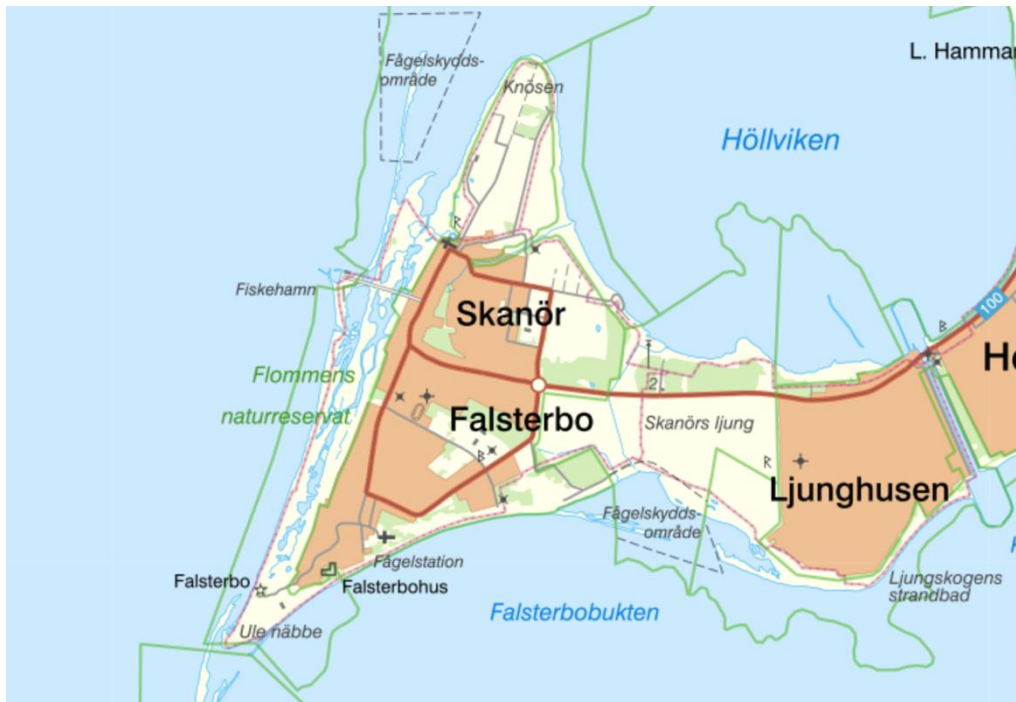 Fågelskydds-
område
Knösen
L. Hammar
Höllviken
R
Fiskehamn
100
R
Skanör
Flommens
naturreservat
2
Falsterbo
Skanörs ljung
R
R
Ljunghusen
Fågelskydds-
område
Fågelstation
Falsterbo
Falsterbohus
Ljungskogens
strandbad
Falsterbobukten
Ule näbbe